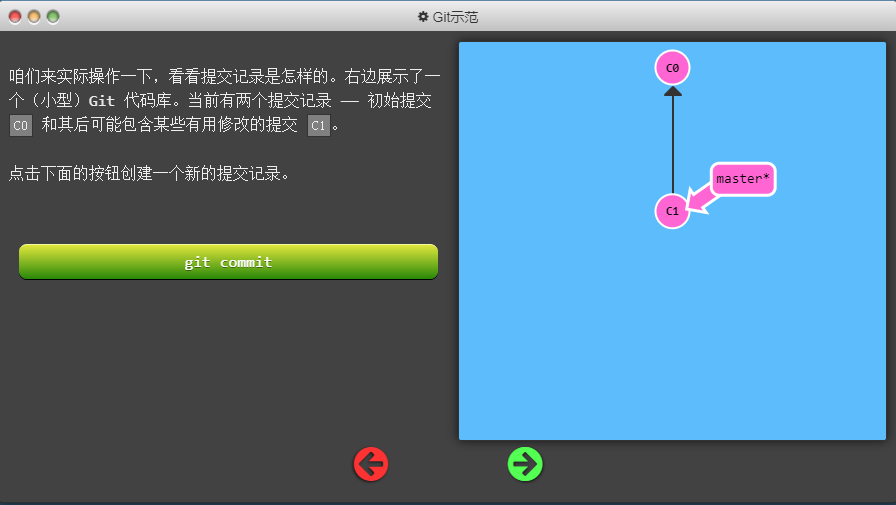 Git示范
咱们来实际操作一下，看看提交记录是怎样的。右边展示了一
个（小型）Git 代码库。当前有两个提交记录 —— 初始提交
C0 和其后可能包含某些有用修改的提交 C1。
点击下面的按钮创建一个新的提交记录。
git commit
C0
master*
C1